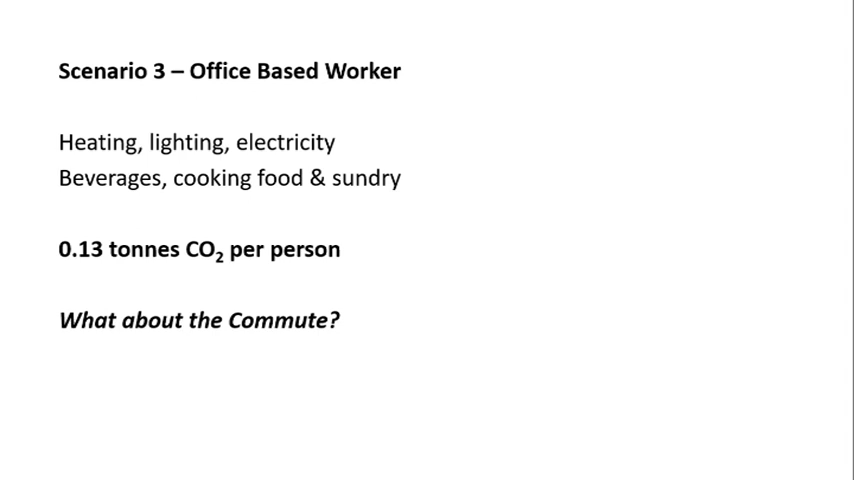 Scenario 3 – Office Based Worker
Heating, lighting, electricity
Beverages, cooking food & sundry
0.13 tonnes CO₂ per person
What about the Commute?